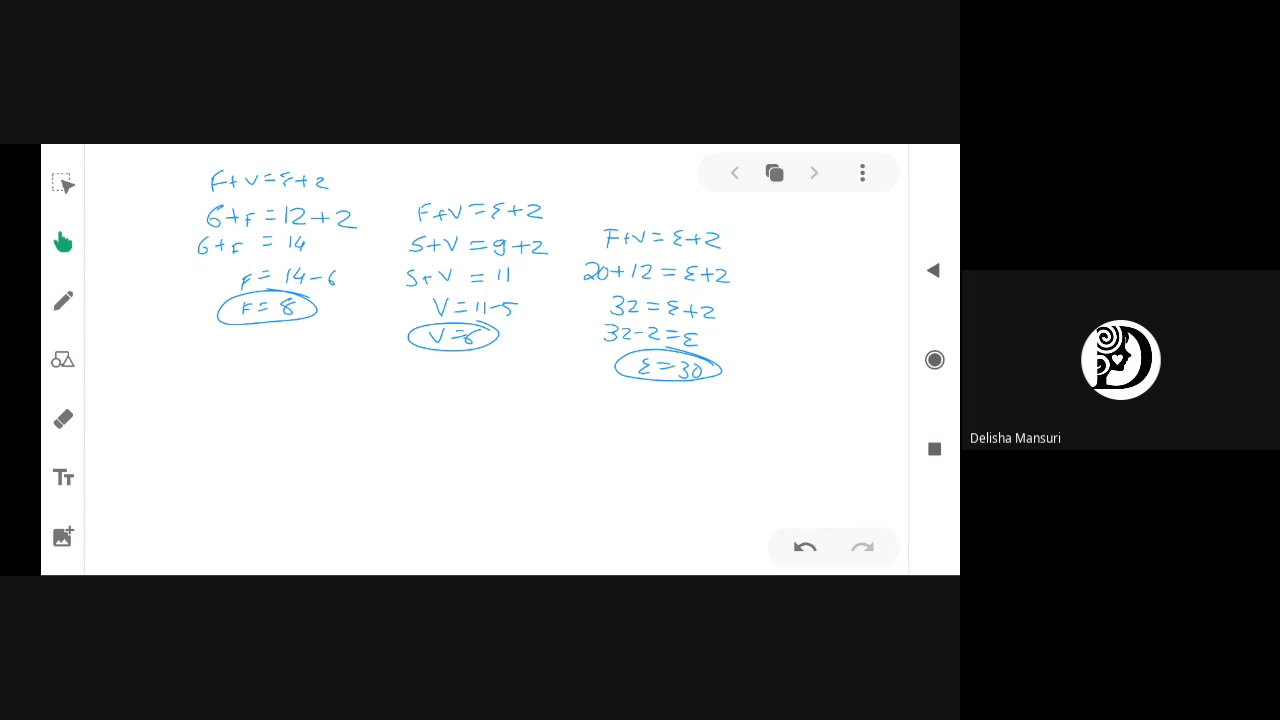 F+V=E+2
6+F=12+2
6+F=14
F=14-6
F=8
F+V=E+2
5+V=9+2
5+V=11
V=11-5
V=6
F+V=E+2
20+12=E+2
32=E+2
32-2=E
E=30
Tт
Delisha Mansuri